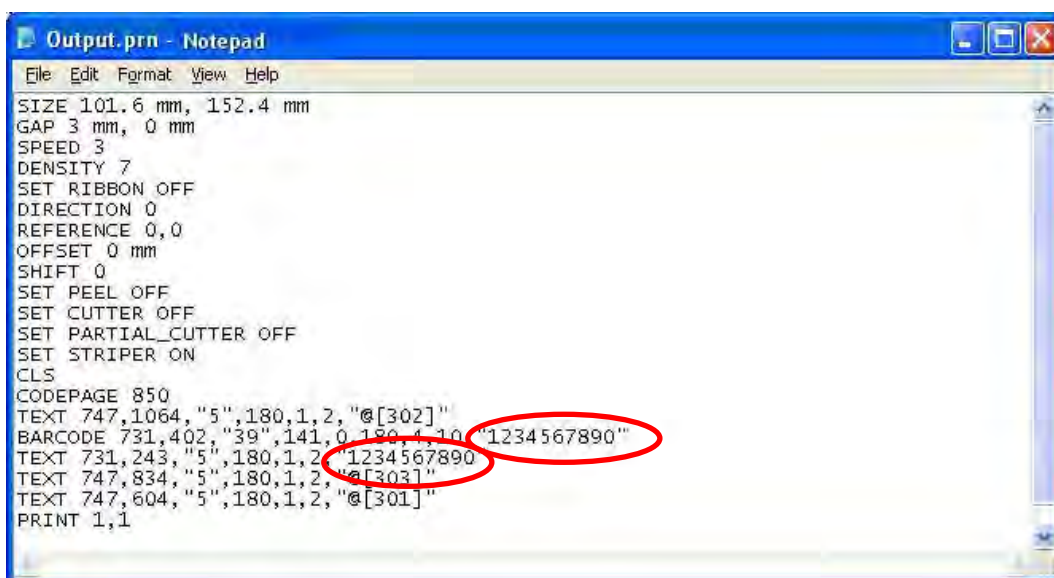 Output.prn - Notepad
File Edit Format View Help
SIZE 101.6 mm, 152.4 mm
GAP 3 mm, 0 mm
SPEED 3
DENSITY 7
SET RIBBON OFF
DIRECTION 0
REFERENCE 0,0
OFFSET 0 mm
SHIFT 0
SET PEEL OFF
SET CUTTER OFF
SET PARTIAL_CUTTER OFF
SET STRIPER ON
CLS
CODEPAGE 850
TEXT 747,1064,"5",180,1,2,"@[302]"
BARCODE 731,402,"39",141,0,180,4,10,"1234567890"
TEXT 731,243,"5",180,1,2,"1234567890"
TEXT 747,834,"5",180,1,2,"@[303]"
TEXT 747,604,"5",180,1,2,"@[301]"
PRINT 1,1